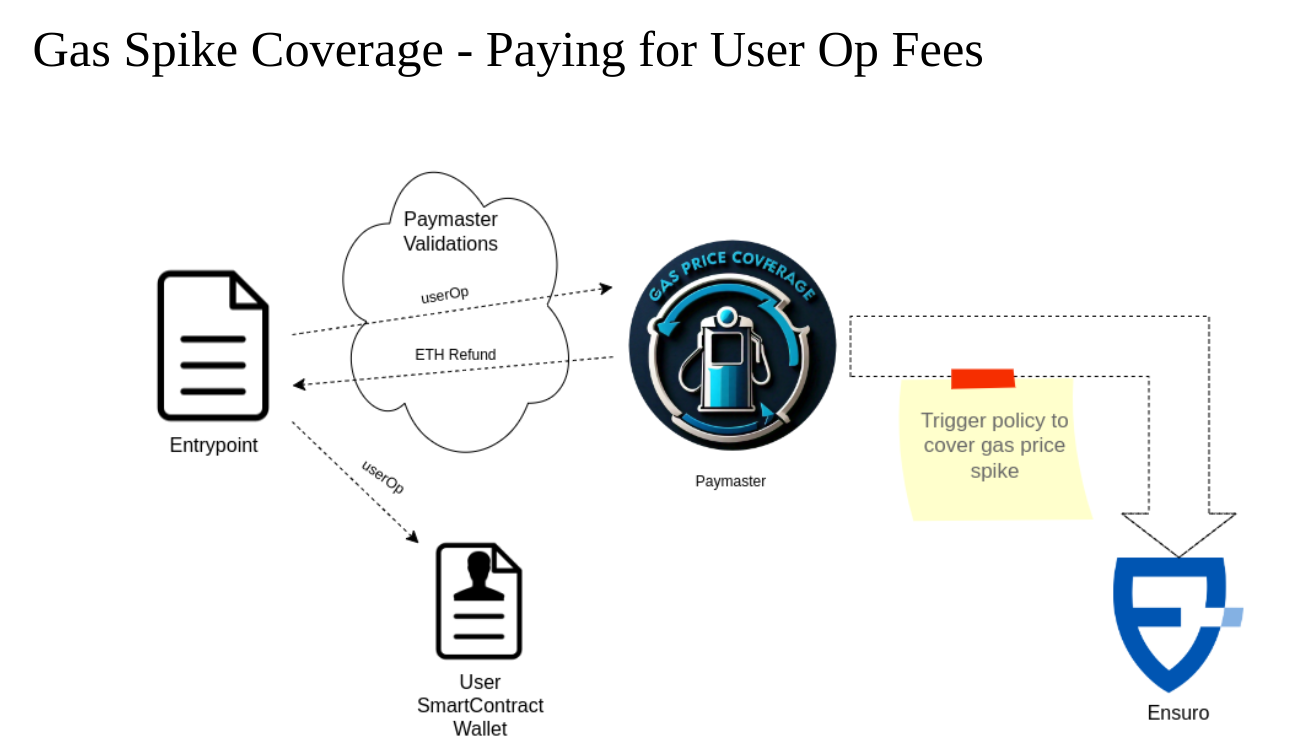 Gas Spike Coverage - Paying for User Op Fees
Paymaster
Validations
userOp
ETH Refund
Entrypoint
userOp
GAS PRICE COVFERAGE
Paymaster
Trigger policy to
cover gas price
spike
User
SmartContract
Wallet
Ensuro